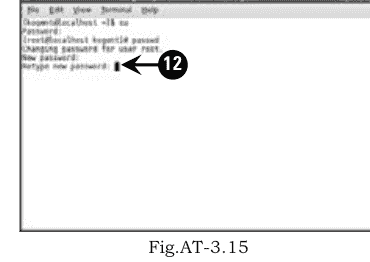 File Edit View Terminal Help
[kogent@localhost ~]$ su
Password:
[root@localhost kogent]# passwd
Changing password for user root.
New password:
Retype new password:
12
Fig.AT-3.15